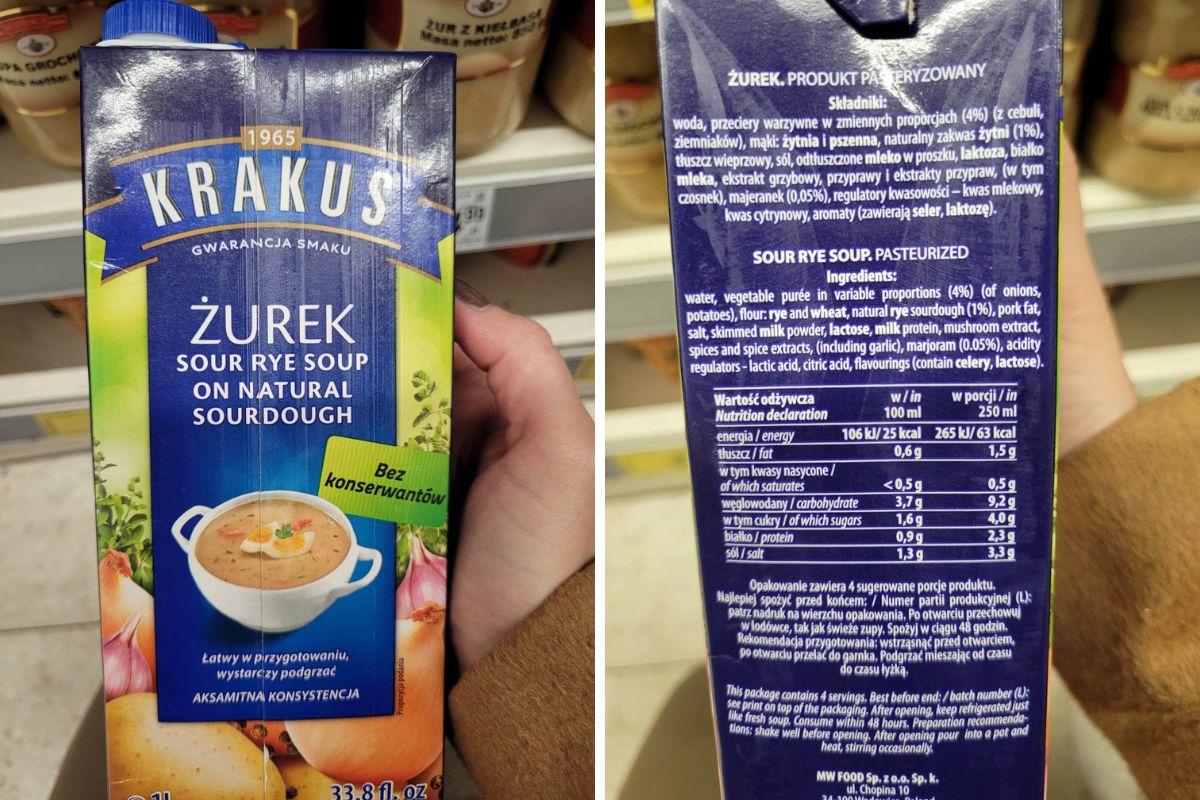 ŻUR Z KIEŁBASĄ
Masa netto: 850
1965
KRAKUS
GWARANCJA SMAKU
ŻUREK
SOUR RYE SOUP
ON NATURAL
SOURDOUGH
Bez
konserwantów
Łatwy w przygotowaniu,
wystarczy podgrzać
AKSAMITNA KONSYSTENCJA
Propozycja podania
33.8 fl. oz
ŻUREK. PRODUKT PASTERYZOWANY
Składniki:
woda, przeciery warzywne w zmiennych proporcjach (4%) (z cebuli,
ziemniaków), mąki: żytnia i pszenna, naturalny zakwas żytni (1%),
tłuszcz wieprzowy, sól, odtłuszczone mleko w proszku, laktoza, białko
mleka, ekstrakt grzybowy, przyprawy i ekstrakty przypraw, (w tym
czosnek), majeranek (0,05%), regulatory kwasowości – kwas mlekowy,
kwas cytrynowy, aromaty (zawierają seler, laktozę).
SOUR RYE SOUP. PASTEURIZED
Ingredients:
water, vegetable purée in variable proportions (4%) (of onions,
potatoes), flour: rye and wheat, natural rye sourdough (1%), pork fat,
salt, skimmed milk powder, lactose, milk protein, mushroom extract,
spices and spice extracts, (including garlic), marjoram (0.05%), acidity
regulators - lactic acid, citric acid, flavourings (contain celery, lactose).
Wartość odżywcza w / in w porcji / in
Nutrition declaration 100 ml 250 ml
energia / energy 106 kJ/ 25 kcal 265 kJ/ 63 kcal
tłuszcz / fat 0,6 g 1,5 g
w tym kwasy nasycone /
of which saturates < 0,5 g 0,5 g
węglowodany / carbohydrate 3,7 g 9,2 g
w tym cukry / of which sugars 1,6 g 4,0 g
białko / protein 0,9 g 2,3 g
sól / salt 1,3 g 3,3 g
Opakowanie zawiera 4 sugerowane porcje produktu.
Najlepiej spożyć przed końcem: / Numer partii produkcyjnej (L):
patrz nadruk na wierzchu opakowania. Po otwarciu przechowuj
w lodówce, tak jak świeże zupy. Spożyj w ciągu 48 godzin.
Rekomendacja przygotowania: wstrząsnąć przed otwarciem,
po otwarciu przelać do garnka. Podgrzać mieszając od czasu
do czasu łyżką.
This package contains 4 servings. Best before end: / batch number (L):
see print on top of the packaging. After opening, keep refrigerated just
like fresh soup. Consume within 48 hours. Preparation recommenda-
tions: shake well before opening. After opening pour into a pot and
heat, stirring occasionally.
MW FOOD Sp. z o.o. Sp. k.
ul. Chopina 10
34-100 Wadowice, Poland